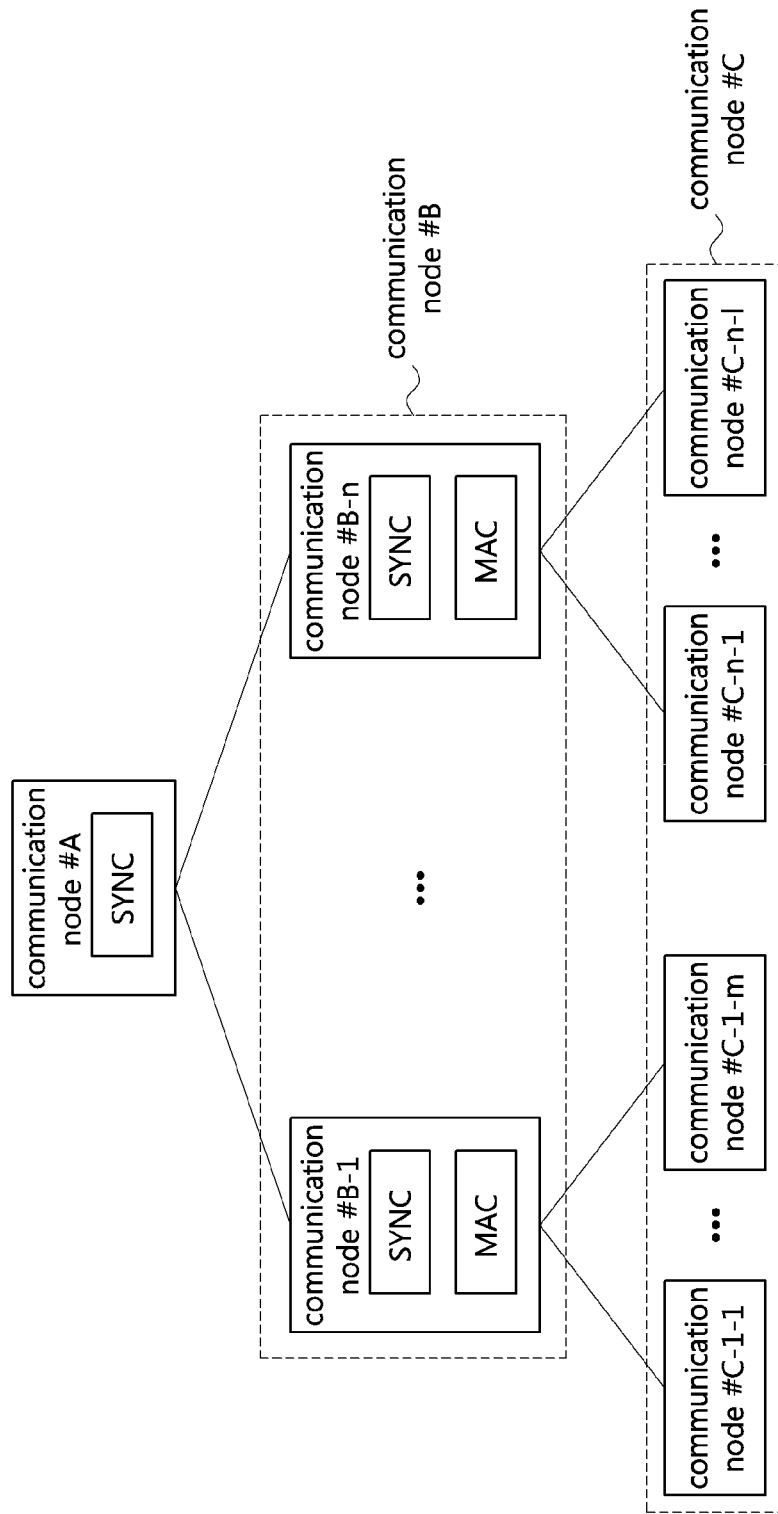 communication
node #A
SYNC
communication
node #B
communication
node #B-1
SYNC
MAC
...
communication
node #B-n
SYNC
MAC
communication
node #C
communication
node #C-1-1
...
communication
node #C-1-m
communication
node #C-n-1
...
communication
node #C-n-l